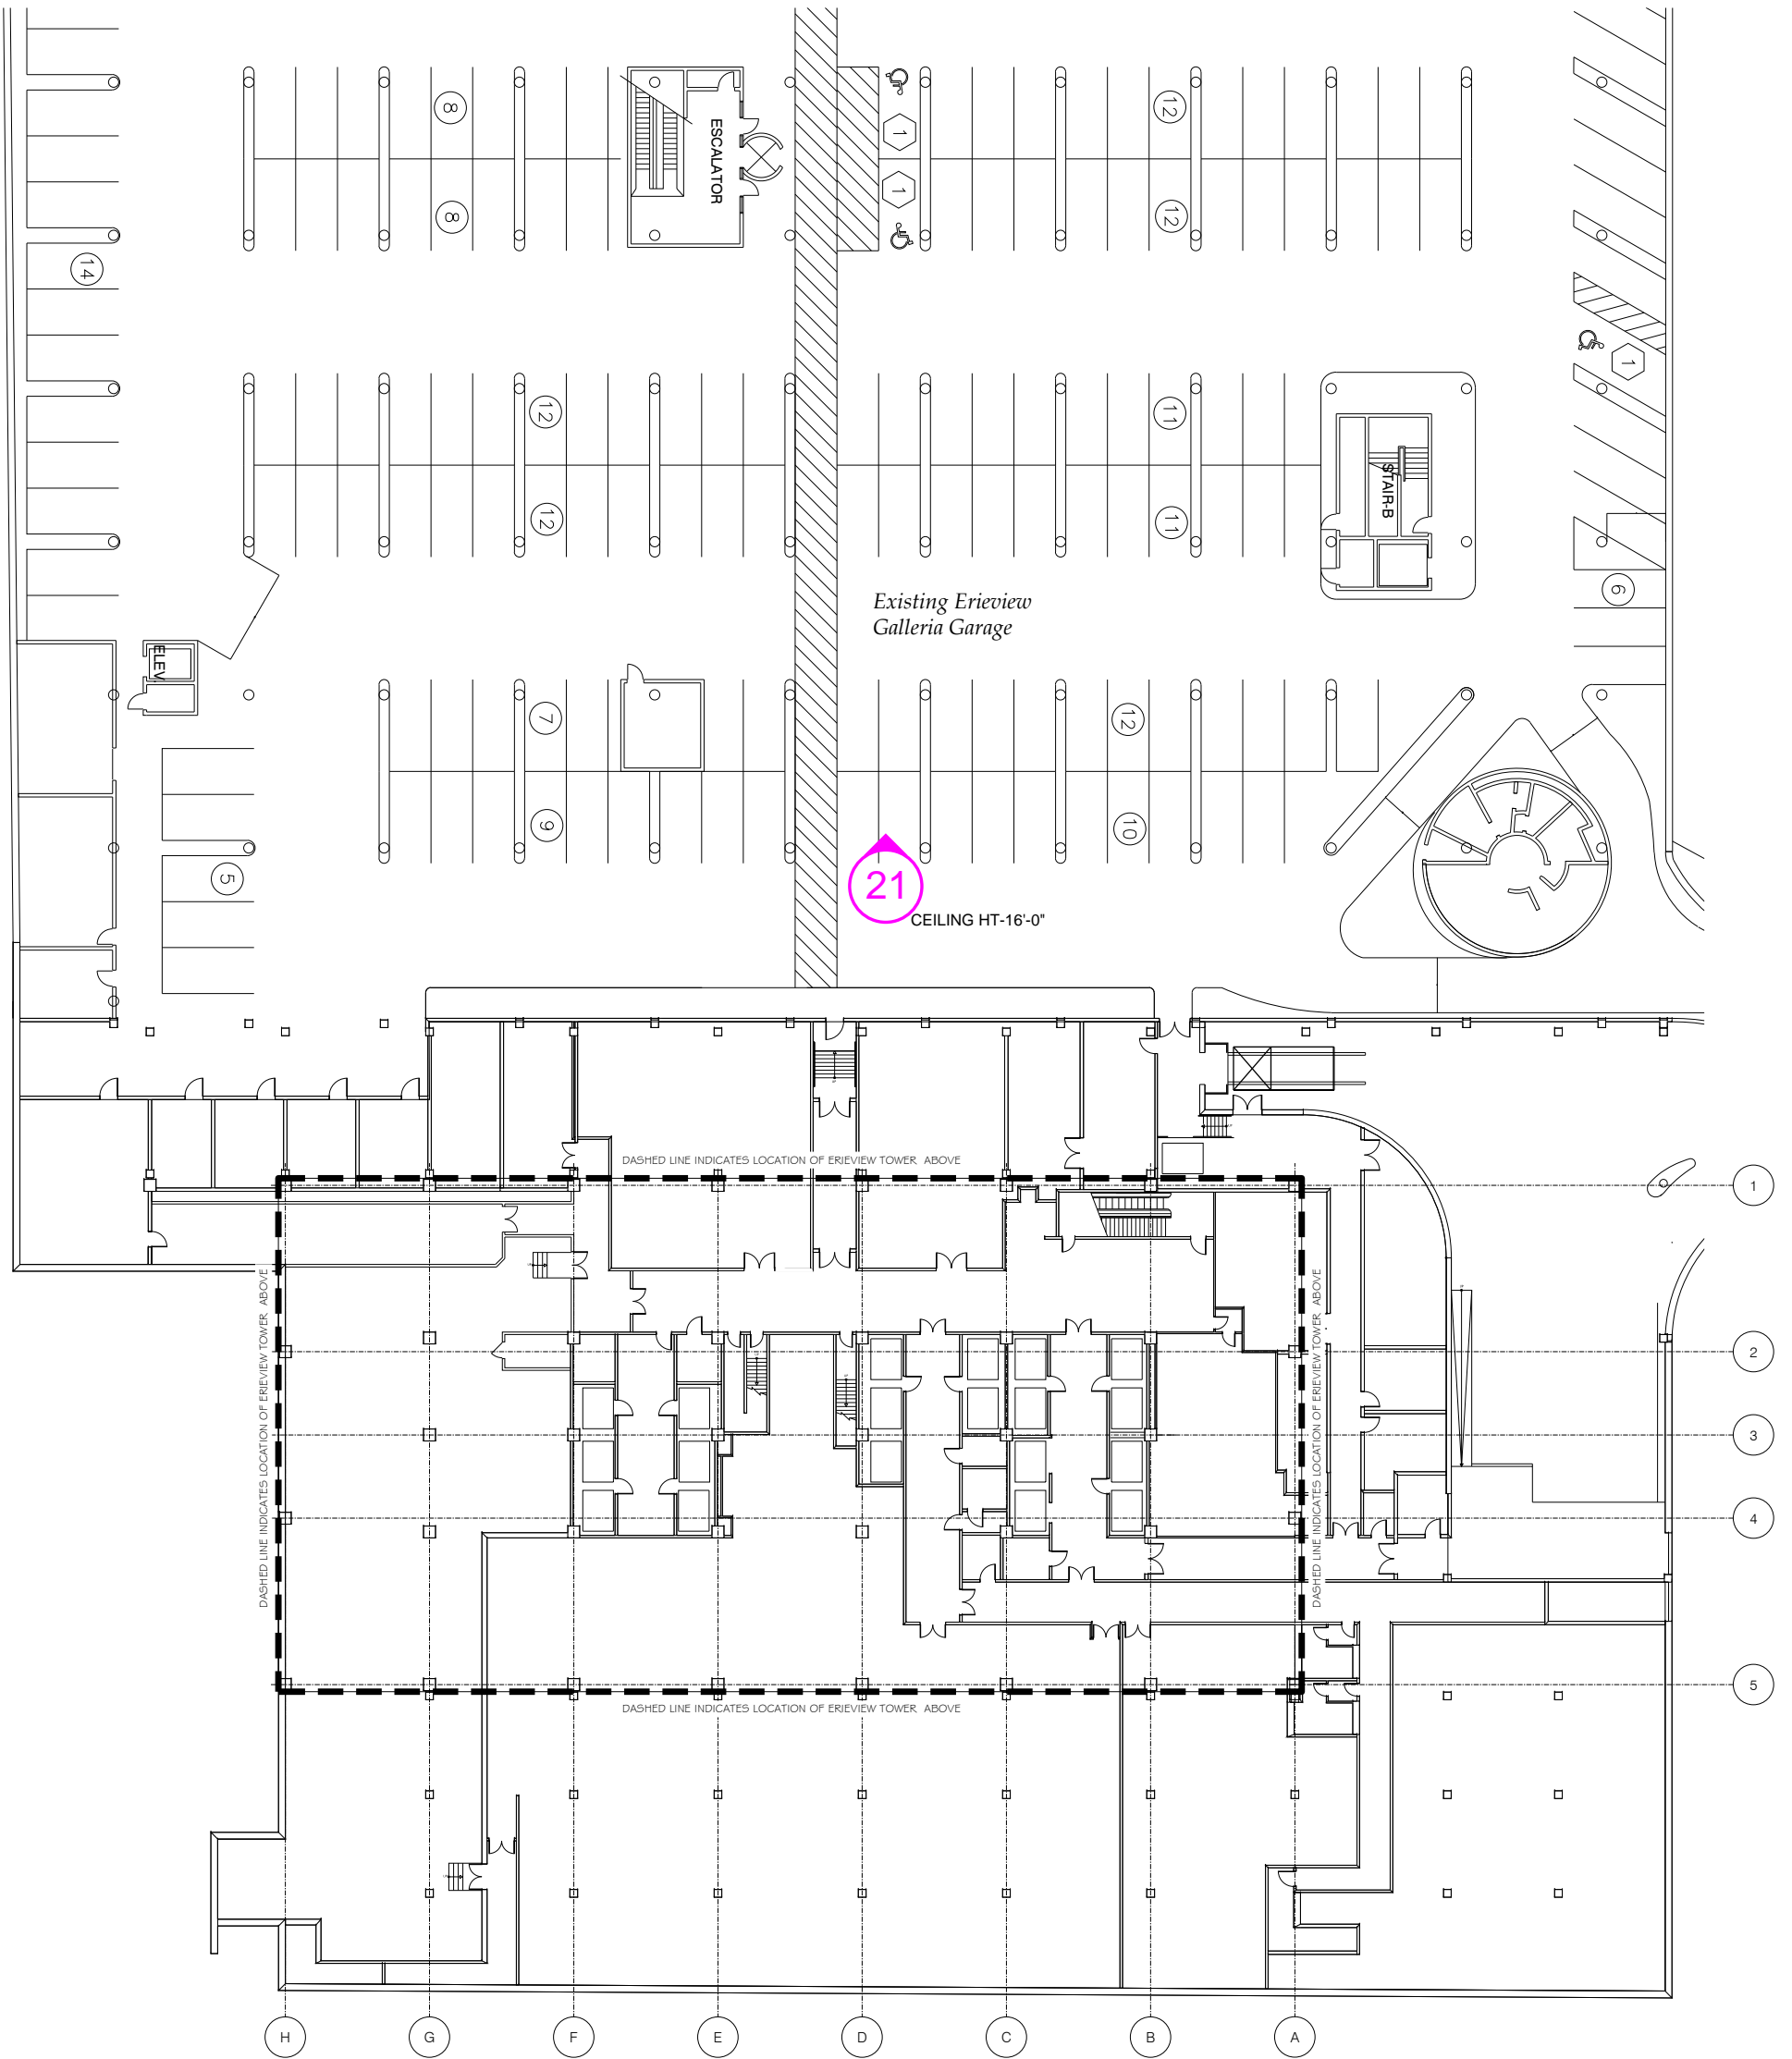 8
12
1
ESCALATOR
1
8
12
14
1
12
11
STAIR-B
12
11
Existing Erieview
Galleria Garage
6
ELEV.
7
12
9
10
5
21
CEILING HT-16'-0"
DASHED LINE INDICATES LOCATION OF ERIEVIEW TOWER ABOVE
1
DASHED LINE INDICATES LOCATION OF ERIEVIEW TOWER ABOVE
DASHED LINE INDICATES LOCATION OF ERIEVIEW TOWER ABOVE
2
3
4
5
DASHED LINE INDICATES LOCATION OF ERIEVIEW TOWER ABOVE
H
G
F
E
D
C
B
A